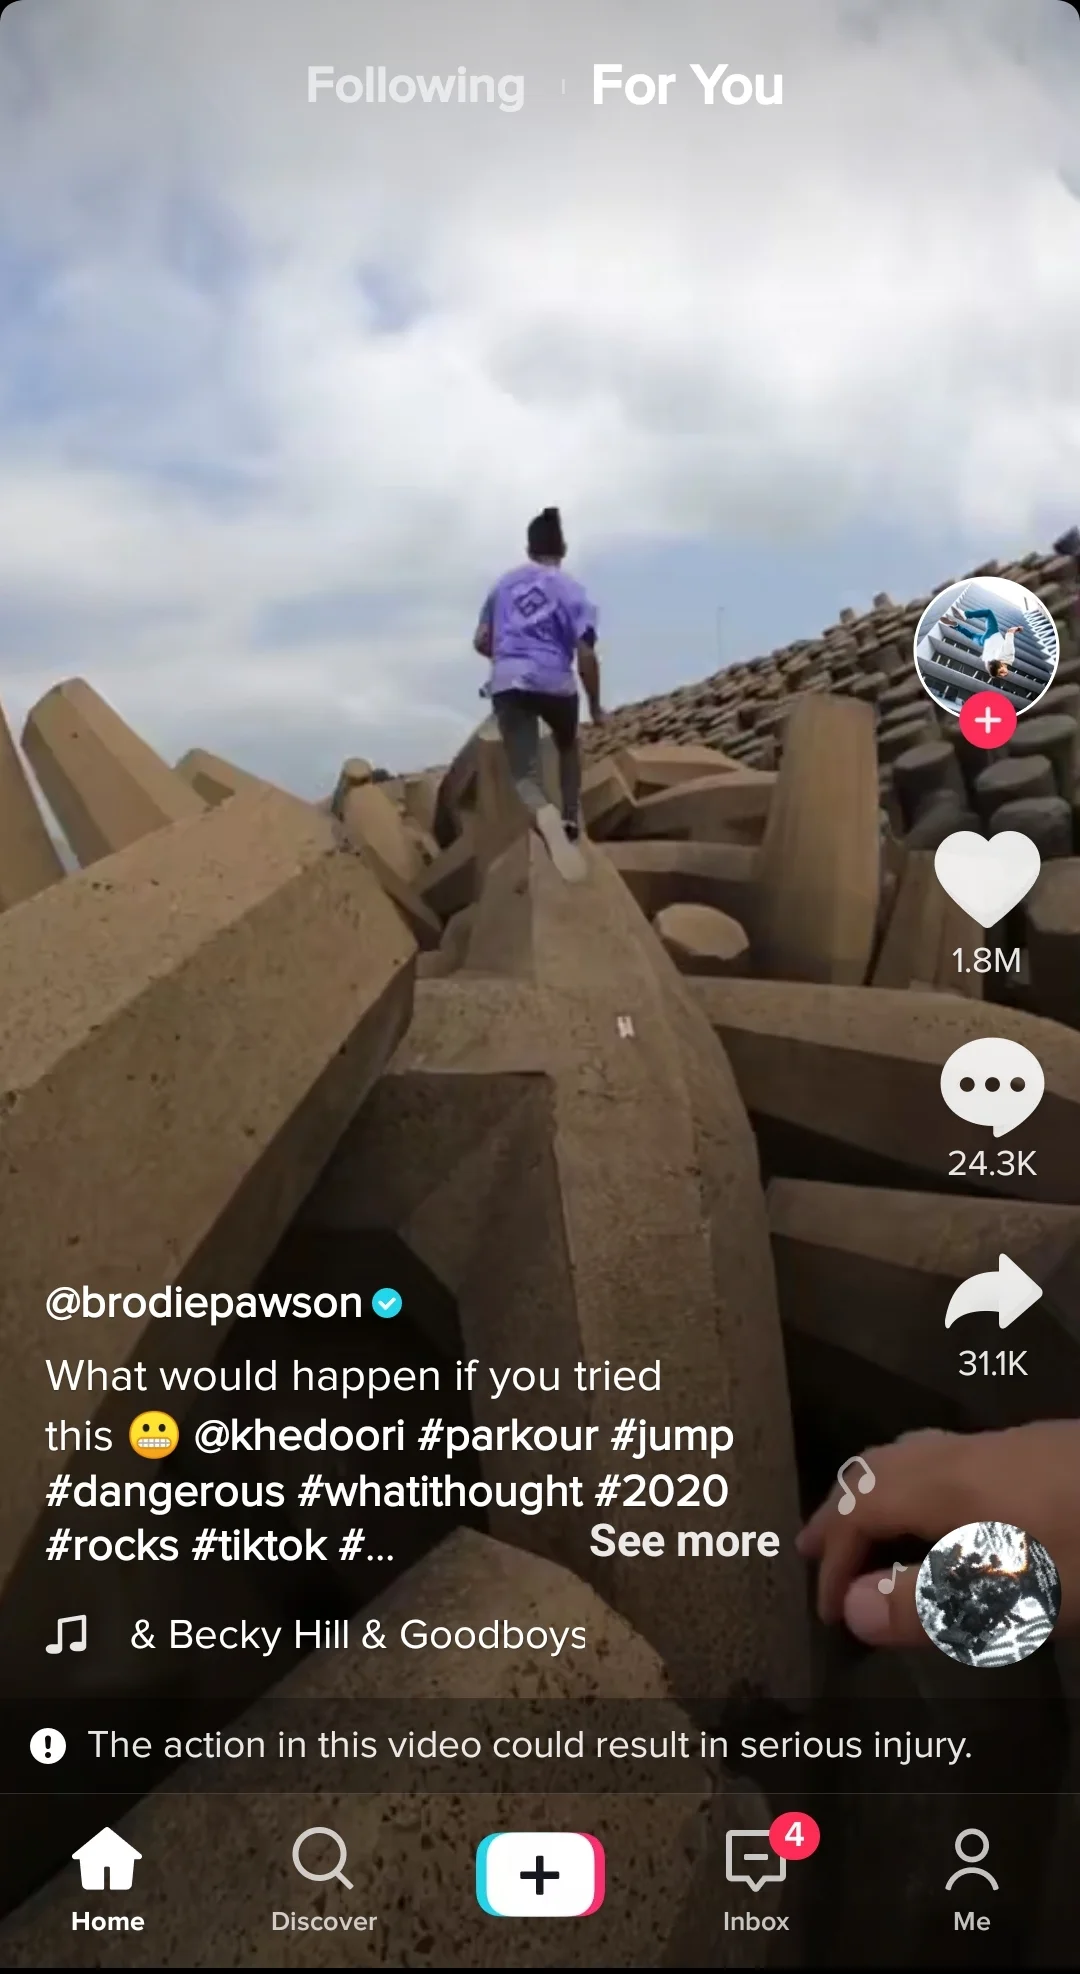 Following
For You
1.8M
24.3K
31.1K
@brodiepawson
What would happen if you tried
this 😬 @khedoori #parkour #jump
#dangerous #whatithought #2020
#rocks #tiktok #... See more
& Becky Hill & Goodboys
The action in this video could result in serious injury.
4
Home
Discover
Inbox
Me